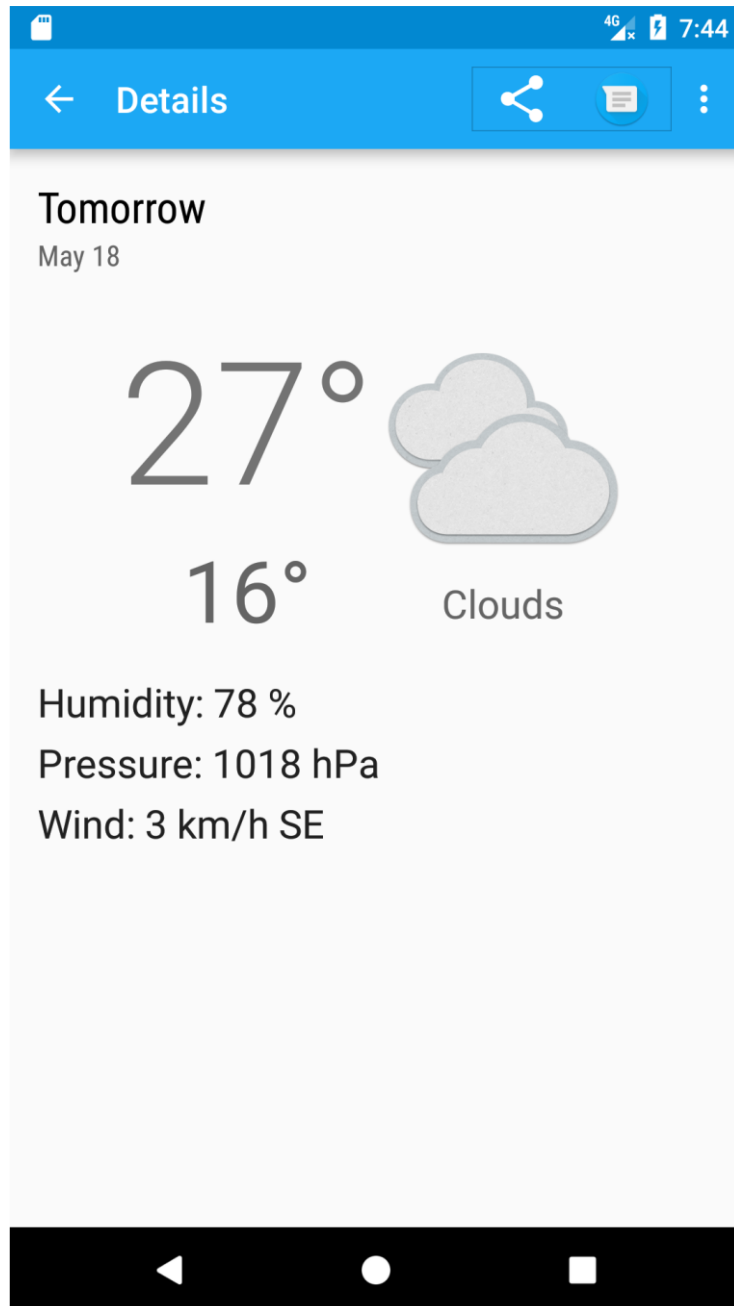 4G 7:44
Details
Tomorrow
May 18
27°
16°
Clouds
Humidity: 78 %
Pressure: 1018 hPa
Wind: 3 km/h SE